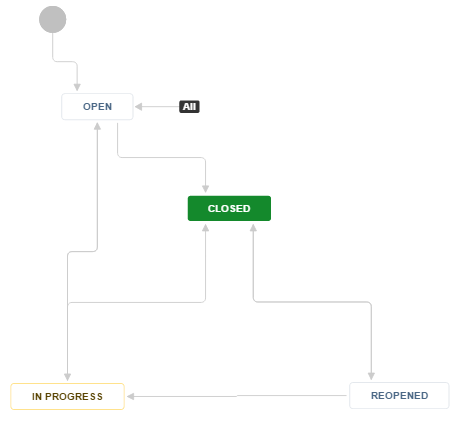 OPEN
All
CLOSED
IN PROGRESS
REOPENED